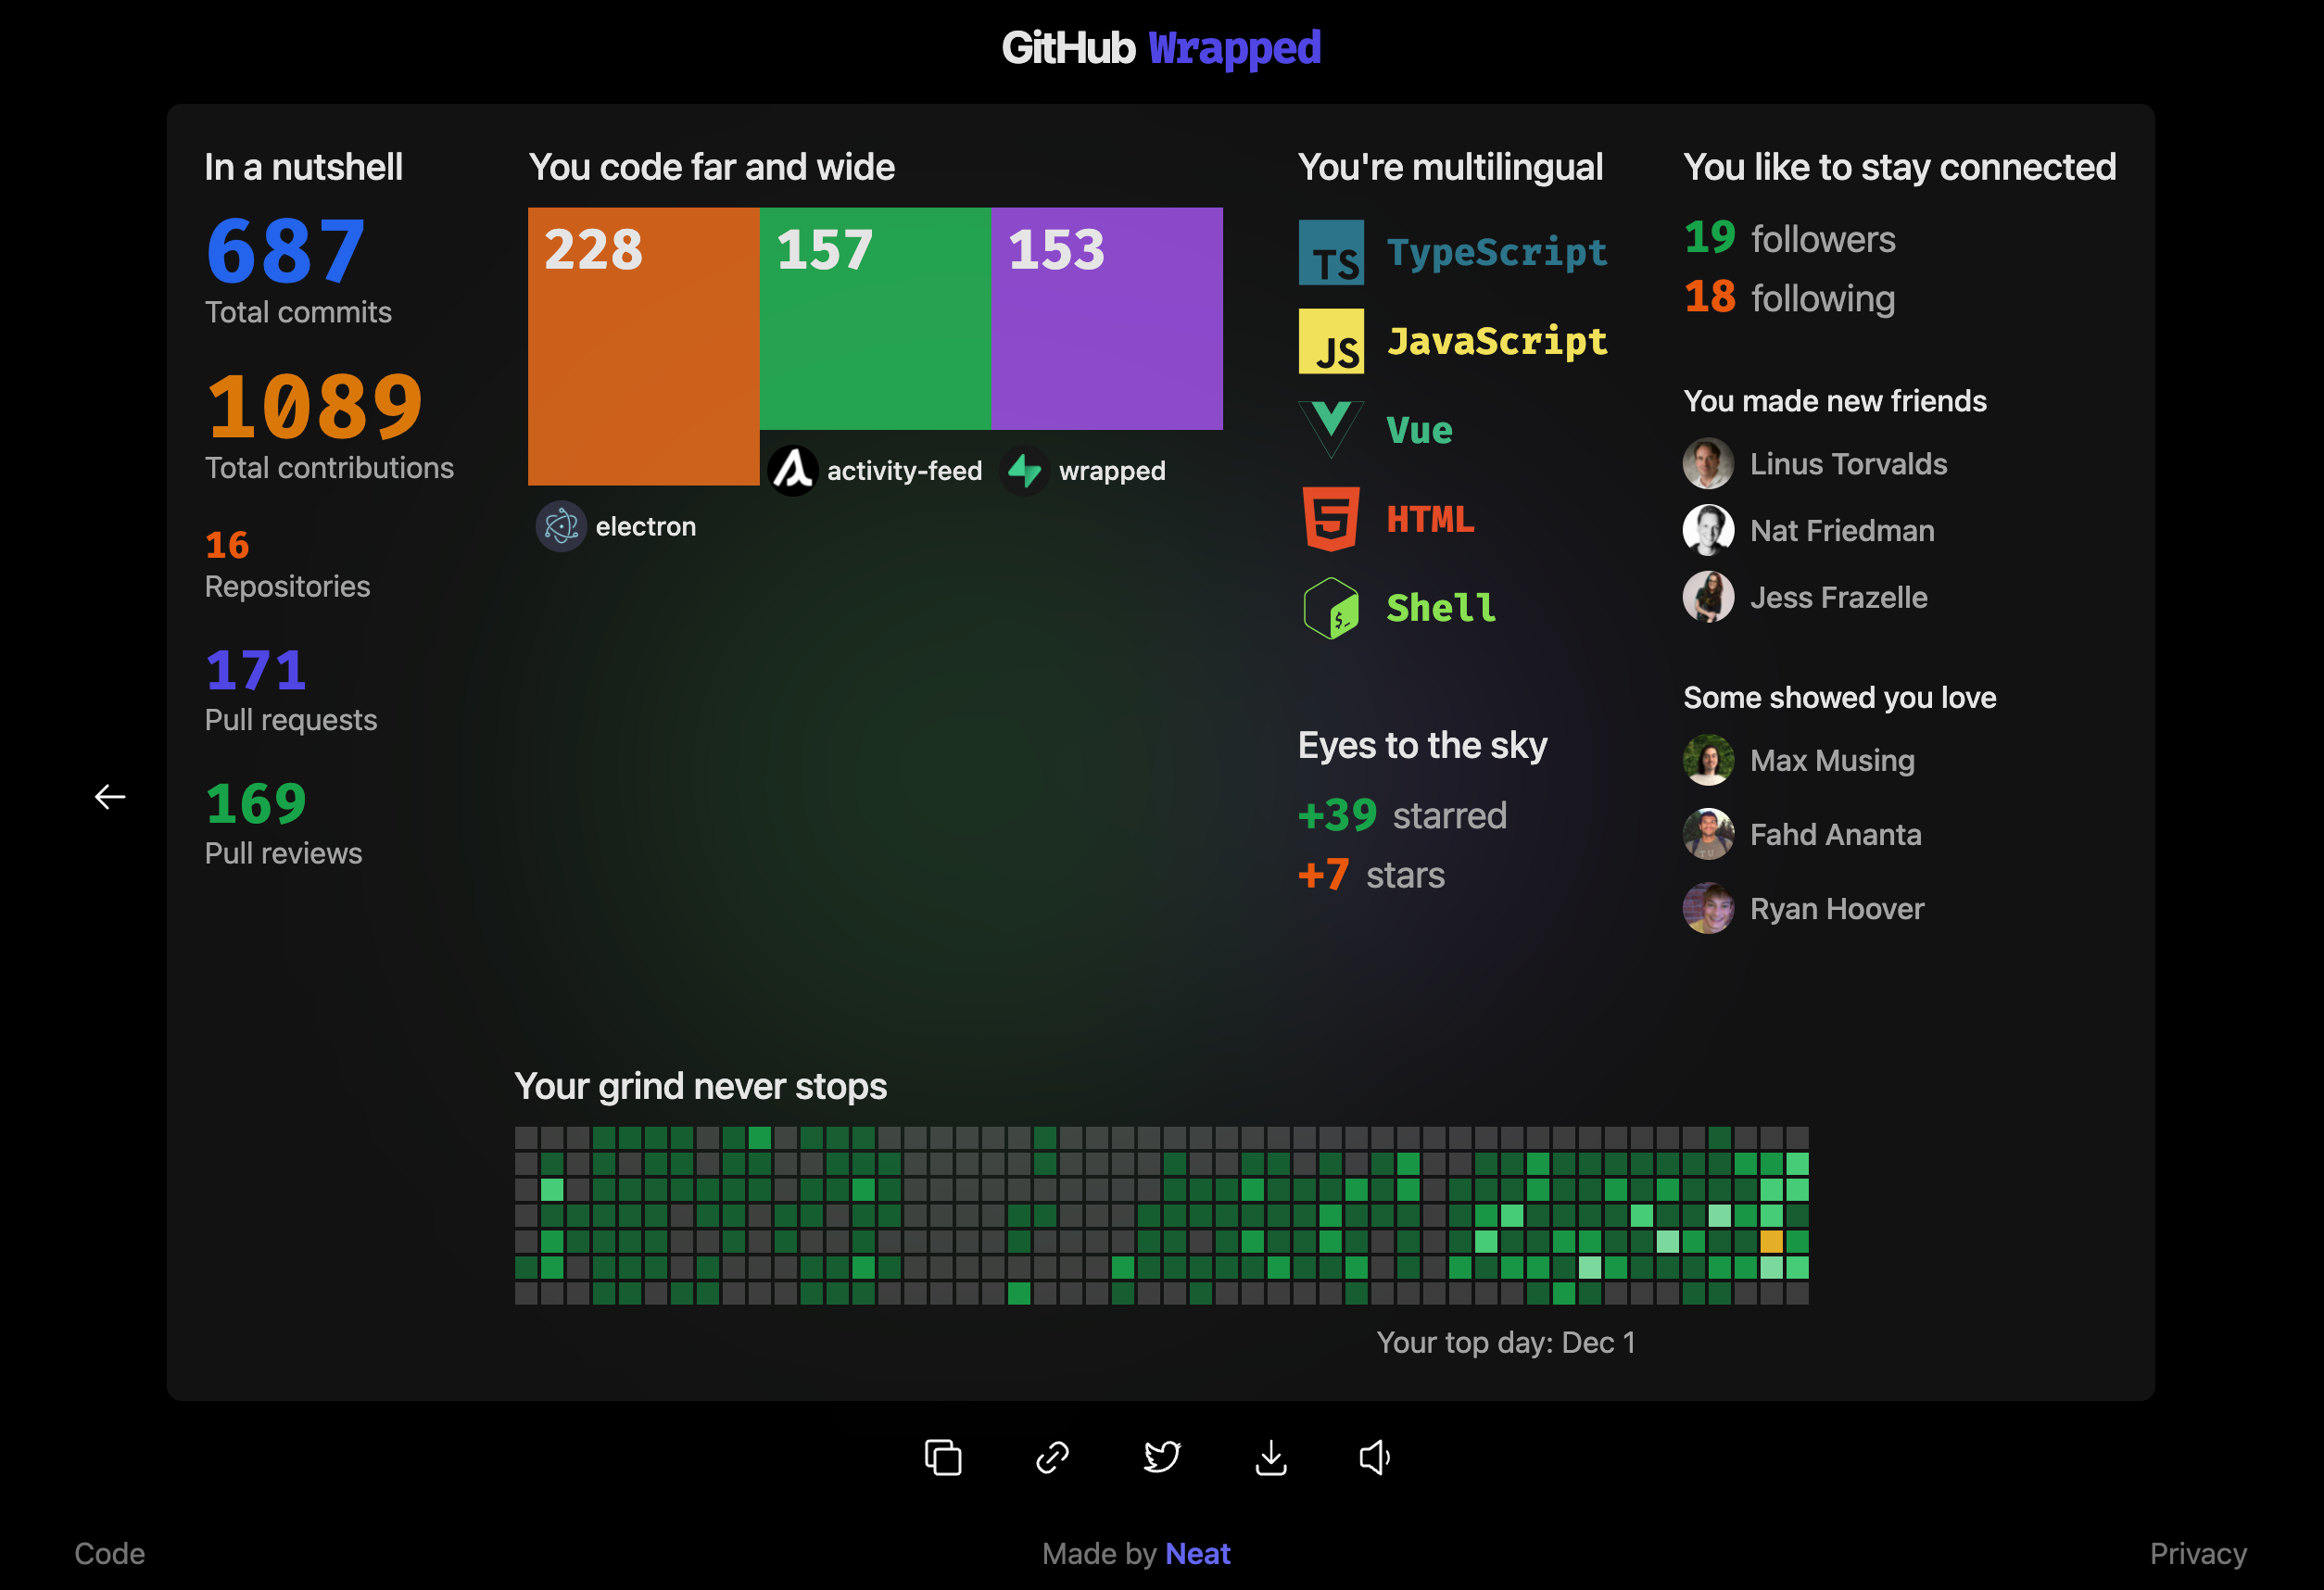 GitHub Wrapped
In a nutshell
687
Total commits
1089
Total contributions
16
Repositories
171
Pull requests
169
Pull reviews
You code far and wide
228
157
153
electron
activity-feed
wrapped
You're multilingual
TS TypeScript
JS JavaScript
Vue
5 HTML
$_ Shell
Eyes to the sky
+39 starred
+7 stars
You like to stay connected
19 followers
18 following
You made new friends
Linus Torvalds
Nat Friedman
Jess Frazelle
Some showed you love
Max Musing
Fahd Ananta
Ryan Hoover
Your grind never stops
Your top day: Dec 1
Code
Made by Neat
Privacy